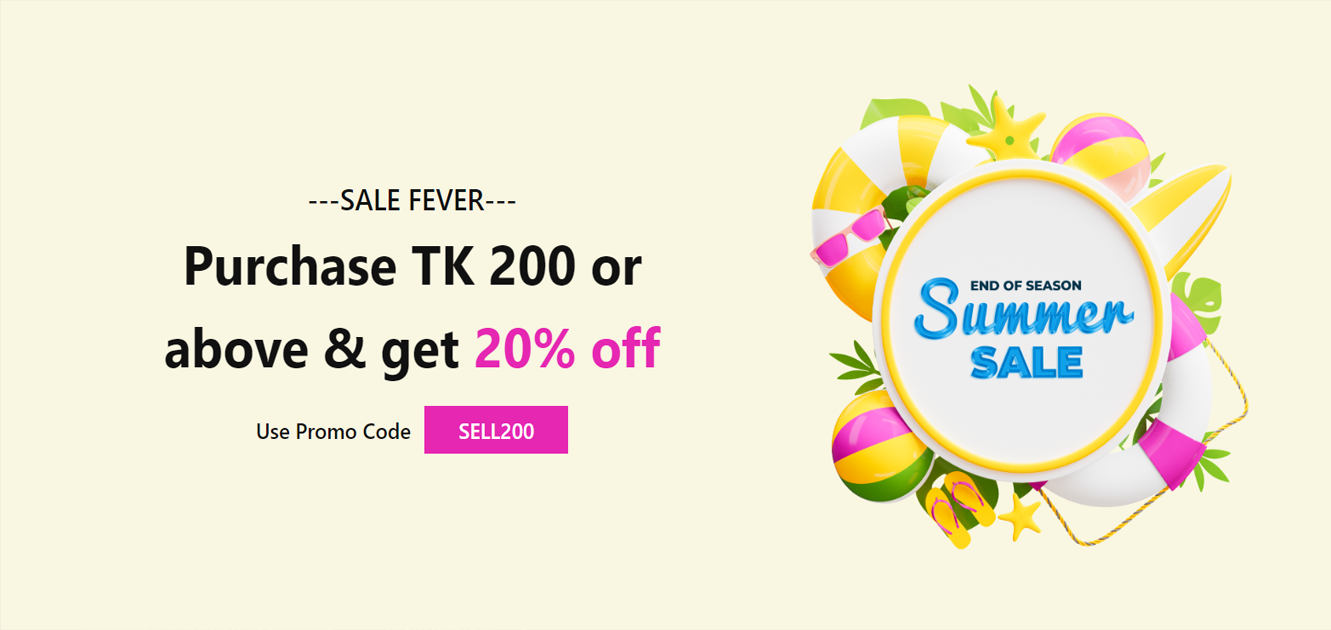 ---SALE FEVER---
Purchase TK 200 or
above & get 20% off
Use Promo Code SELL200
END OF SEASON
Summer
SALE